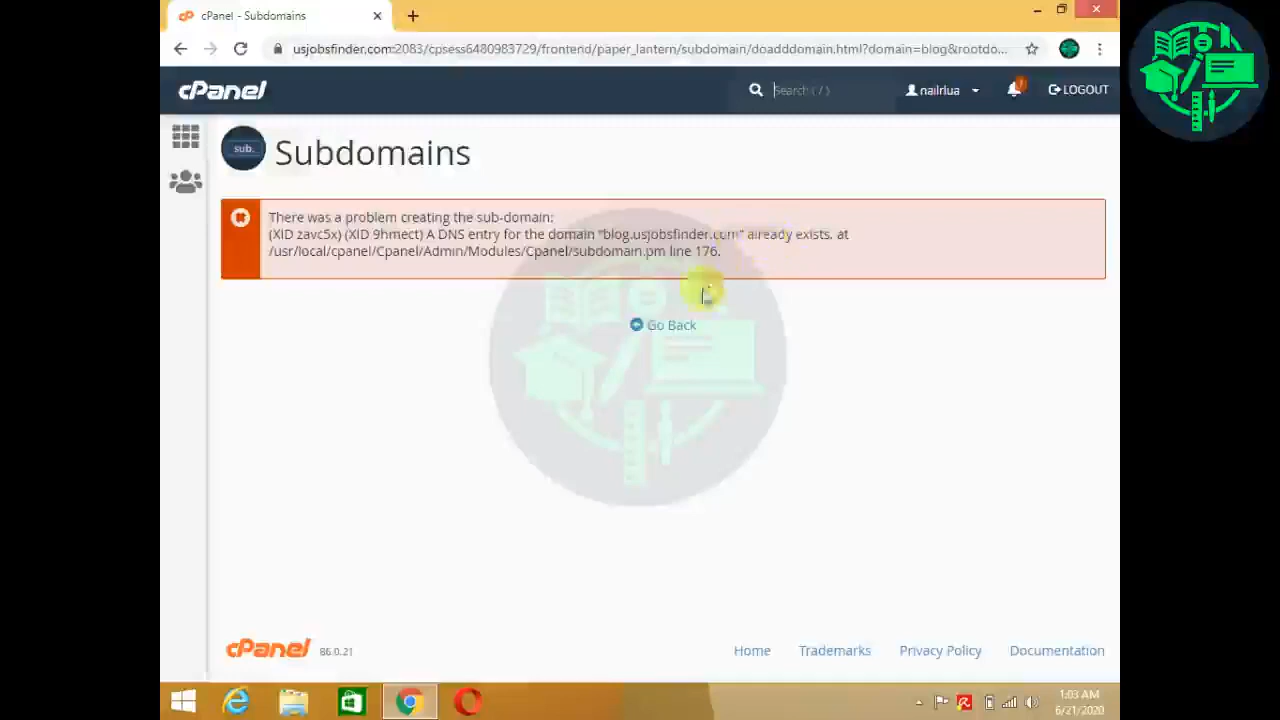 cPanel - Subdomains
usjobsfinder.com:2083/cpsess6480983729/frontend/paper_lantern/subdomain/doadddomain.html?domain=blog&rootdo...
cPanel
Search ( / )
nailrlua
LOGOUT
sub.
Subdomains
There was a problem creating the sub-domain:
(XID zavc5x) (XID 9hmect) A DNS entry for the domain "blog.usjobsfinder.com" already exists. at
/usr/local/cpanel/Cpanel/Admin/Modules/Cpanel/subdomain.pm line 176.
Go Back
cPanel 86.0.21
Home Trademarks Privacy Policy Documentation
1:03 AM
6/21/2020